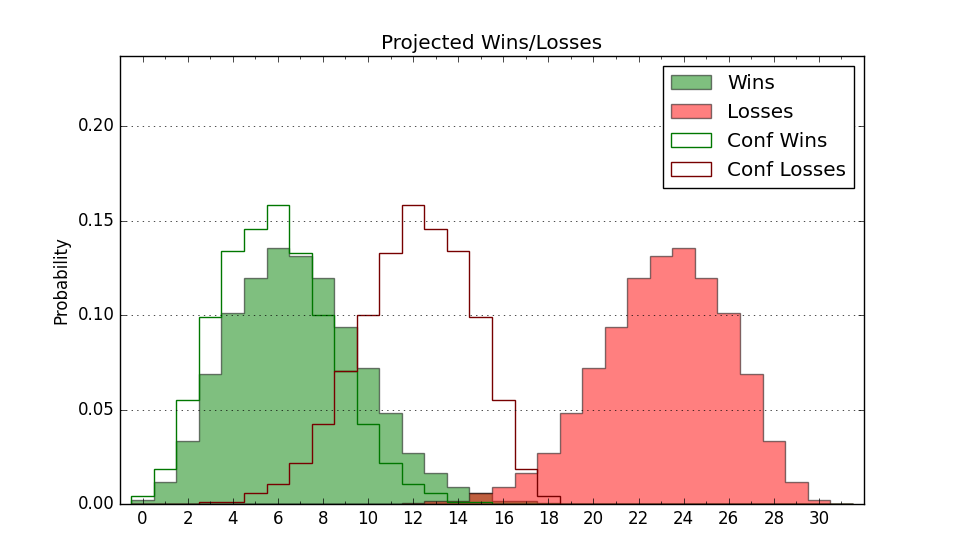 Projected Wins/Losses
Wins
Losses
Conf Wins
Conf Losses
Probability
0.20
0.15
0.10
0.05
0.00
0 2 4 6 8 10 12 14 16 18 20 22 24 26 28 30